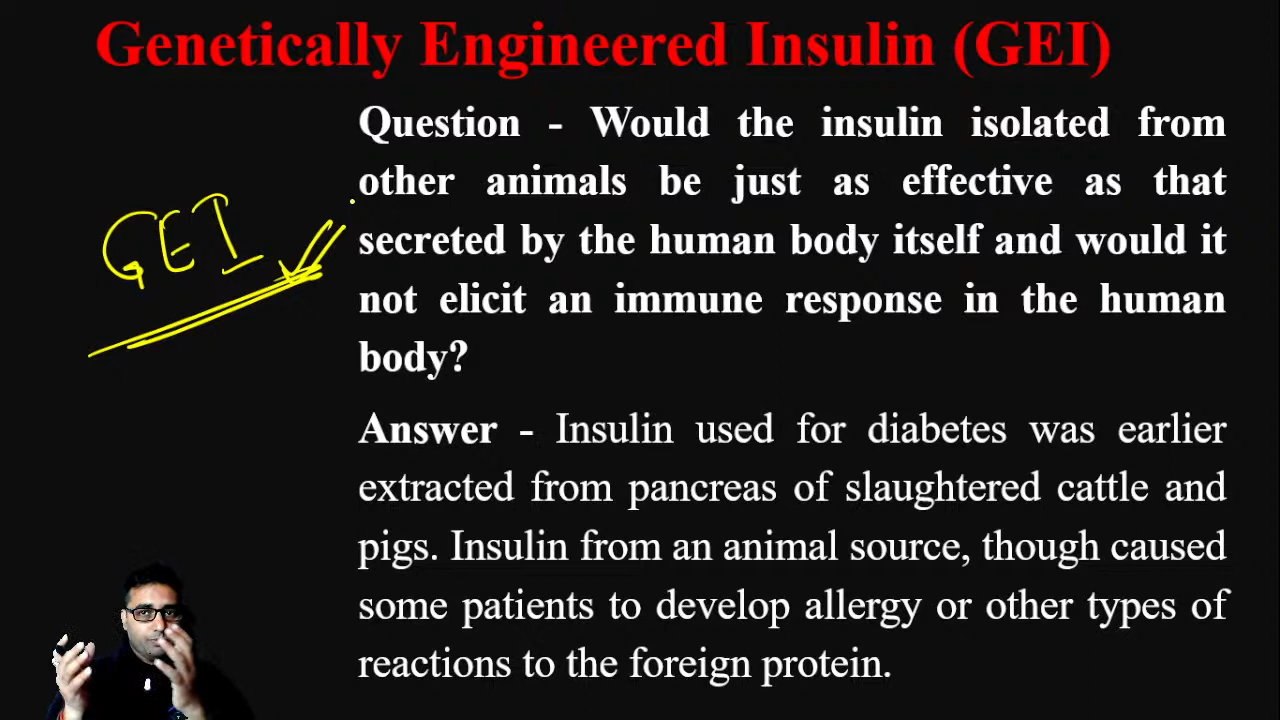 Genetically Engineered Insulin (GEI)
Question - Would the insulin isolated from
other animals be just as effective as that
secreted by the human body itself and would it
not elicit an immune response in the human
body?
GEI
Answer - Insulin used for diabetes was earlier
extracted from pancreas of slaughtered cattle and
pigs. Insulin from an animal source, though caused
some patients to develop allergy or other types of
reactions to the foreign protein.